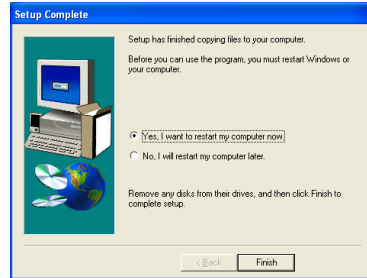 Setup Complete
Setup has finished copying files to your computer.
Before you can use the program, you must restart Windows or
your computer.
Yes, I want to restart my computer now.
No, I will restart my computer later.
Remove any disks from their drives, and then click Finish to
complete setup.
< Back
Finish